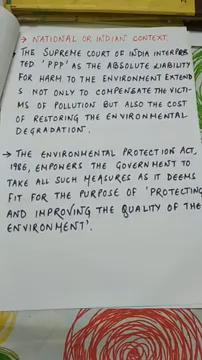 → NATIONAL OR INDIAN CONTEXT
→ THE SUPREME COURT OF INDIA INTERPRE
TED 'PPP' AS THE ABSOLUTE LIABILITY
FOR HARM TO THE ENVIRONMENT EXTEND
S NOT ONLY TO COMPENSATE THE VICTI-
MS OF POLLUTION BUT ALSO THE COST
OF RESTORING THE ENVIRONMENTAL
DEGRADATION.
→ THE ENVIRONMENTAL PROTECTION ACT,
1986, EMPOWERS THE GOVERNMENT TO
TAKE ALL SUCH MEASURES AS IT DEEMS
FIT FOR THE PURPOSE OF 'PROTECTING
AND IMPROVING THE QUALITY OF THE
ENVIRONMENT'.